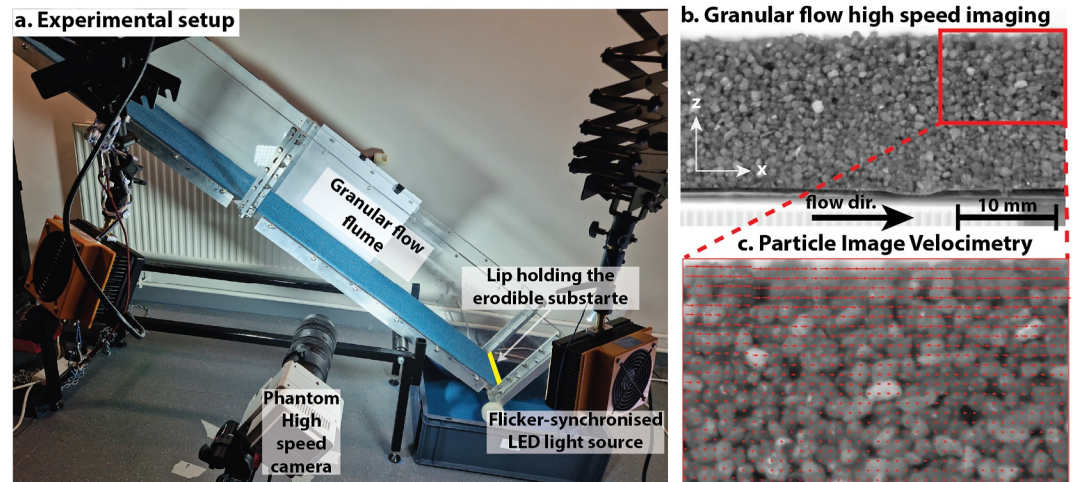 a. Experimental setup
Granular flow
flume
Lip holding the
erodible substarte
Phantom
High
speed
camera
Flicker-synchronised
LED light source
b. Granular flow high speed imaging
z
x
flow dir.
10 mm
c. Particle Image Velocimetry